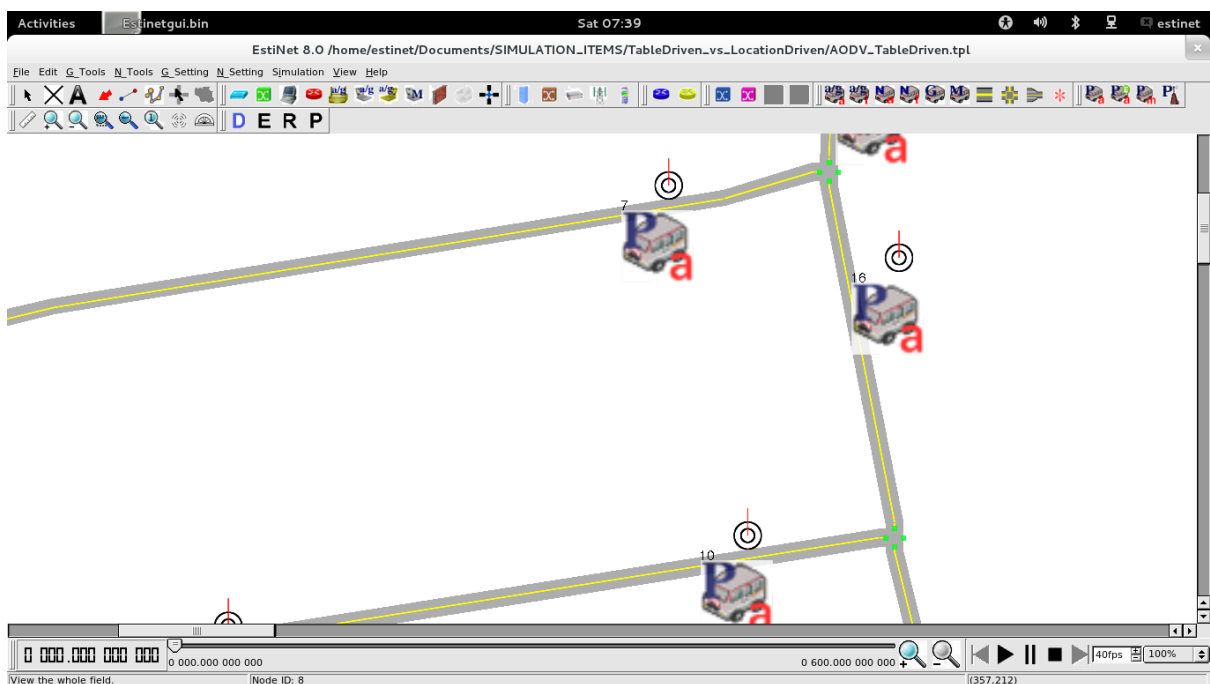 Activities Estinetgui.bin Sat 07:39 estinet
EstiNet 8.0 /home/estinet/Documents/SIMULATION_ITEMS/TableDriven_vs_LocationDriven/AODV_TableDriven.tpl
File Edit G_Tools N_Tools G_Setting N_Setting Simulation View Help
D E R P
a
7
P
a
16
P
a
10
P
a
0 000.000 000 000 0 000.000 000 000 0 600.000 000 000 40fps 100%
View the whole field. Node ID: 8 (357,212)